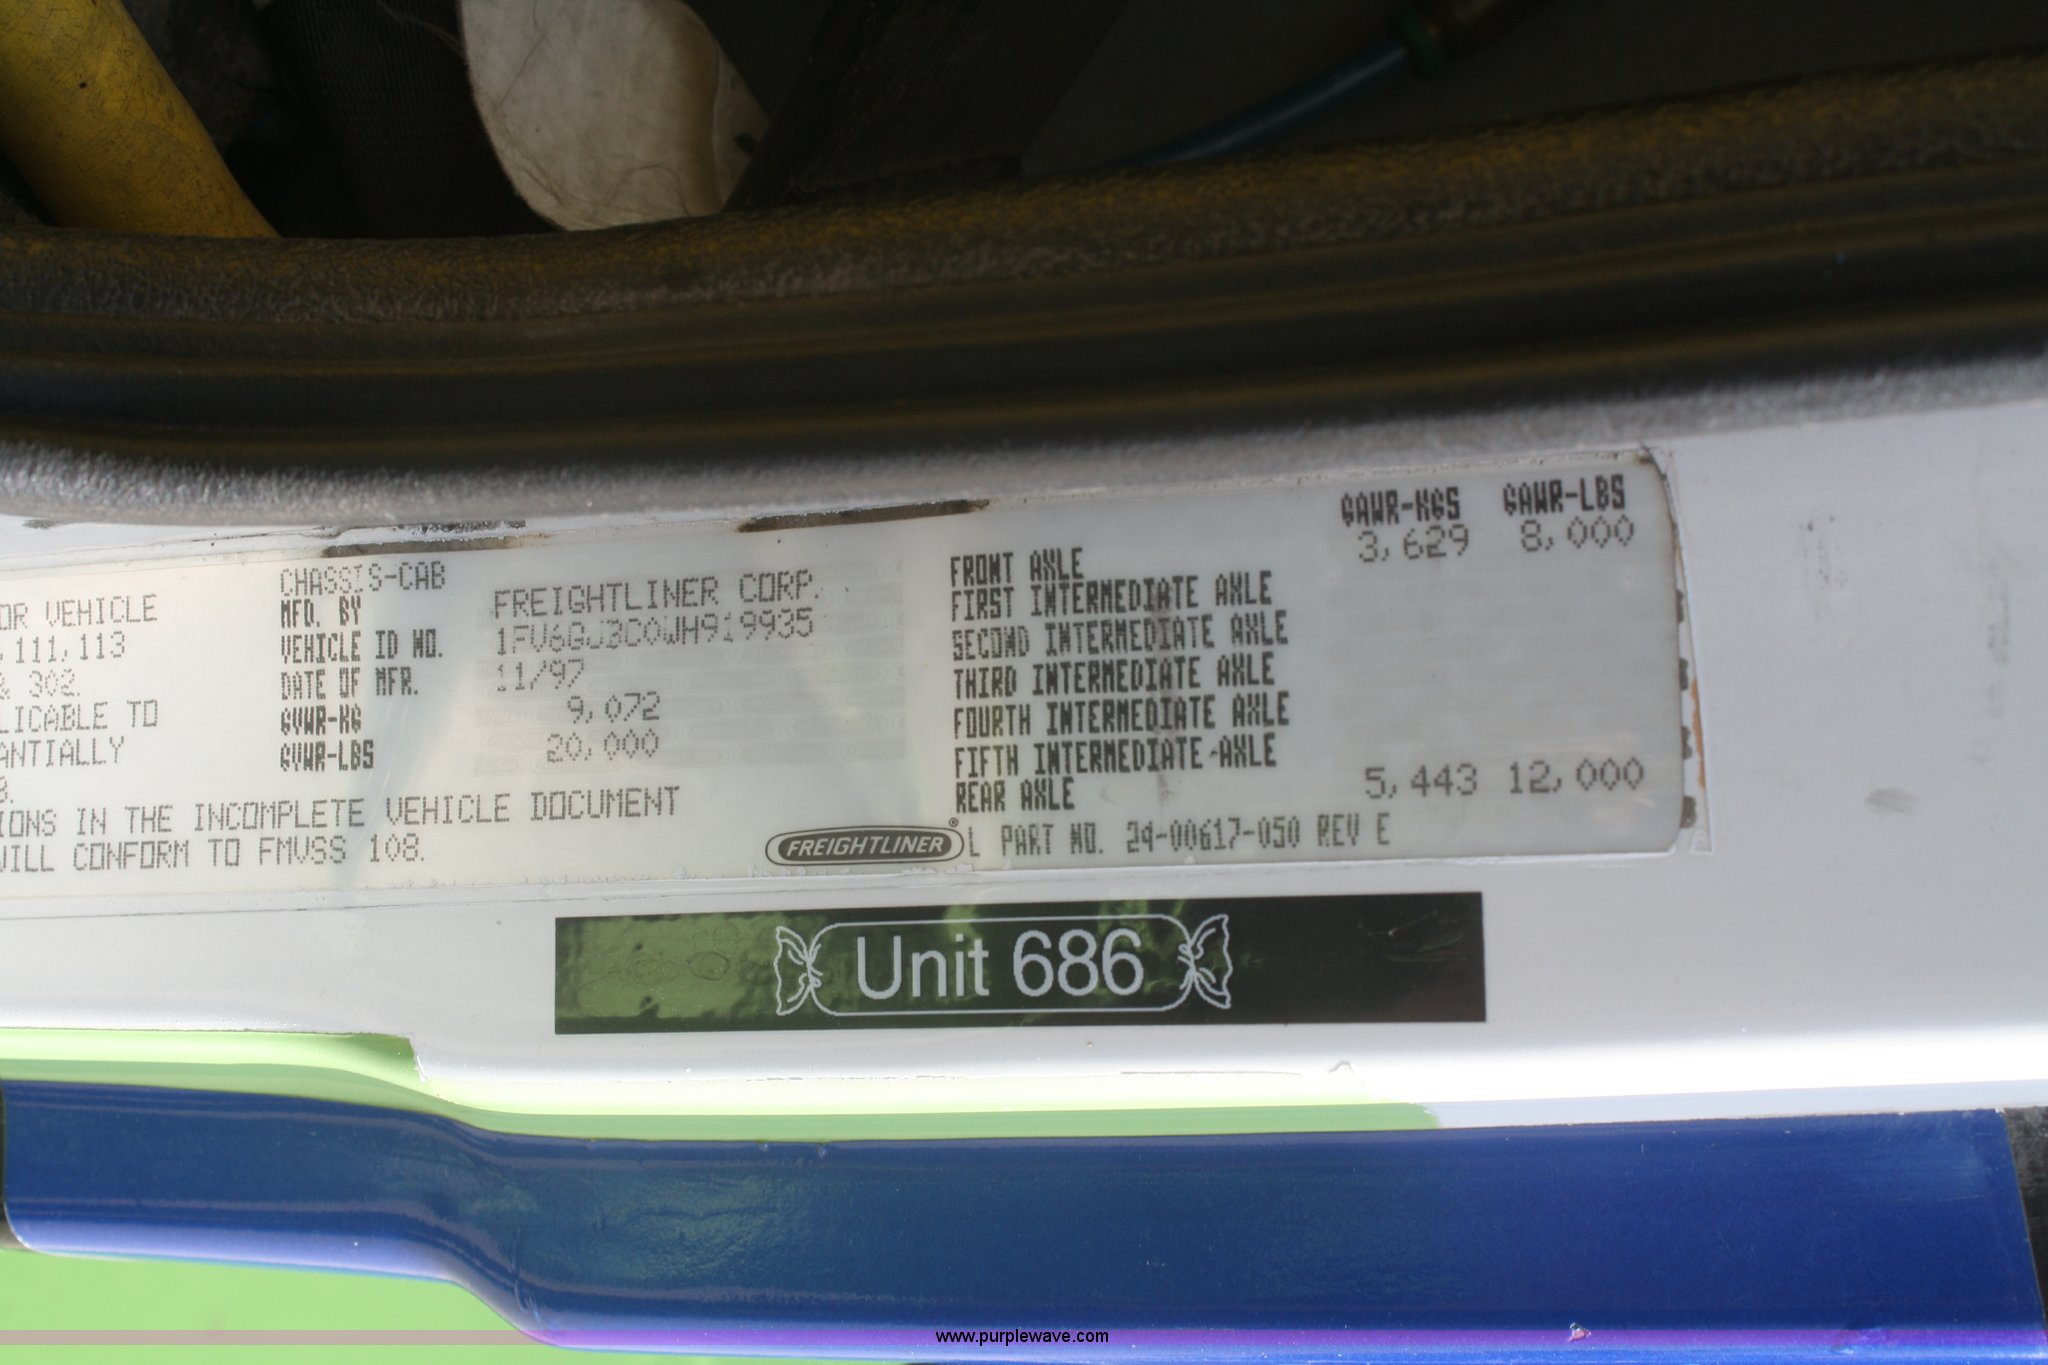 OR VEHICLE
,111,113
& 302.
LICABLE TO
ANTIALLY
IONS IN THE INCOMPLETE VEHICLE DOCUMENT
WILL CONFORM TO FMVSS 108.
CHASSIS-CAB
MFD. BY FREIGHTLINER CORP.
VEHICLE ID NO. 1FV6GJBC0WH919935
DATE OF MFR. 11/97
GVWR-KG 9,072
GVWR-LBS 20,000
GAWR-KGS GAWR-LBS
FRONT AXLE 3,629 8,000
FIRST INTERMEDIATE AXLE
SECOND INTERMEDIATE AXLE
THIRD INTERMEDIATE AXLE
FOURTH INTERMEDIATE AXLE
FIFTH INTERMEDIATE AXLE
REAR AXLE 5,443 12,000
FREIGHTLINER® L PART NO. 24-00617-050 REV E
Unit 686
www.purplewave.com